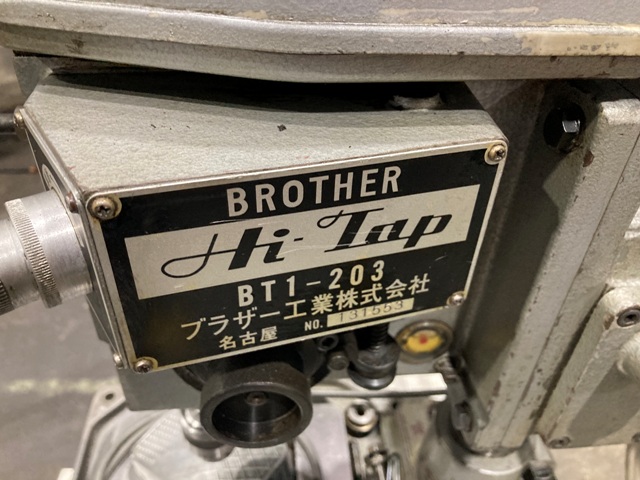 BROTHER
Hi-Tap
BT1-203
ブラザー工業株式会社
名古屋 NO. 131553